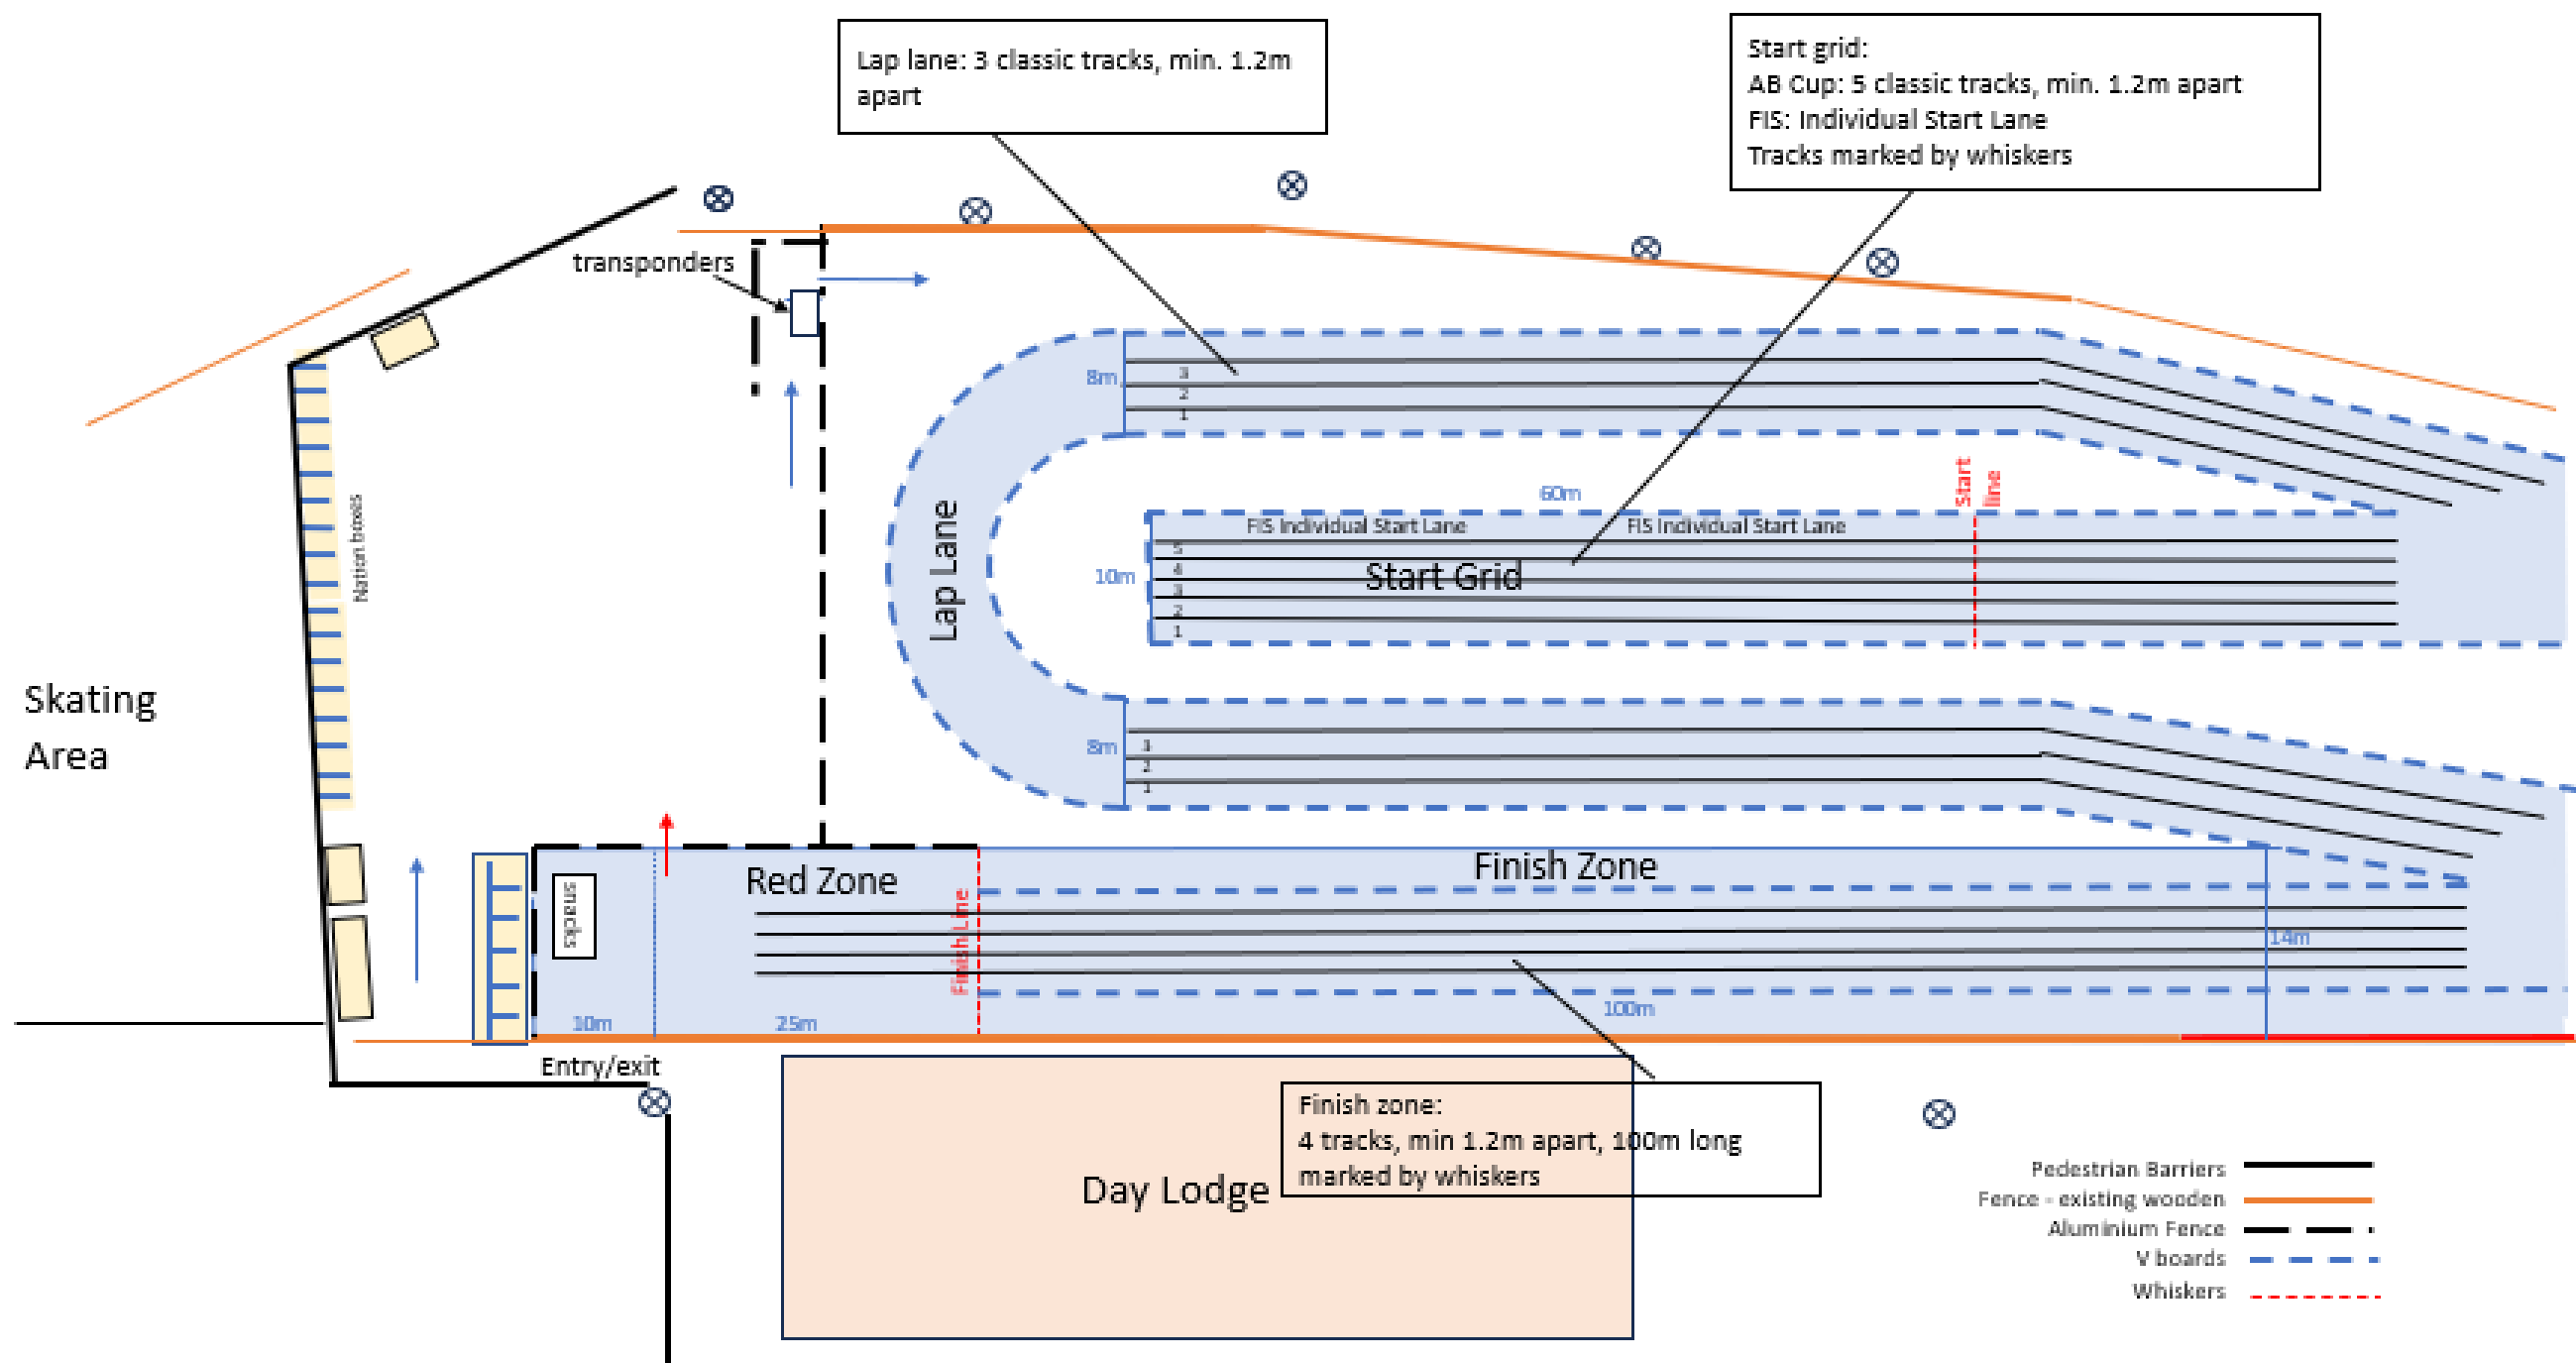 Lap lane: 3 classic tracks, min. 1.2m
apart
Start grid:
AB Cup: 5 classic tracks, min. 1.2m apart
FIS: Individual Start Lane
Tracks marked by whiskers
transponders
8m
3
2
1
Nation boxes
Lap Lane
60m
Start
line
FIS Individual Start Lane
FIS Individual Start Lane
5
4
3
2
1
10m
Start Grid
Skating
Area
8m
3
2
1
Red Zone
Finish Zone
snacks
Finish Line
14m
10m
25m
100m
Entry/exit
Finish zone:
4 tracks, min 1.2m apart, 100m long
marked by whiskers
Day Lodge
Pedestrian Barriers
Fence - existing wooden
Aluminium Fence
V boards
Whiskers